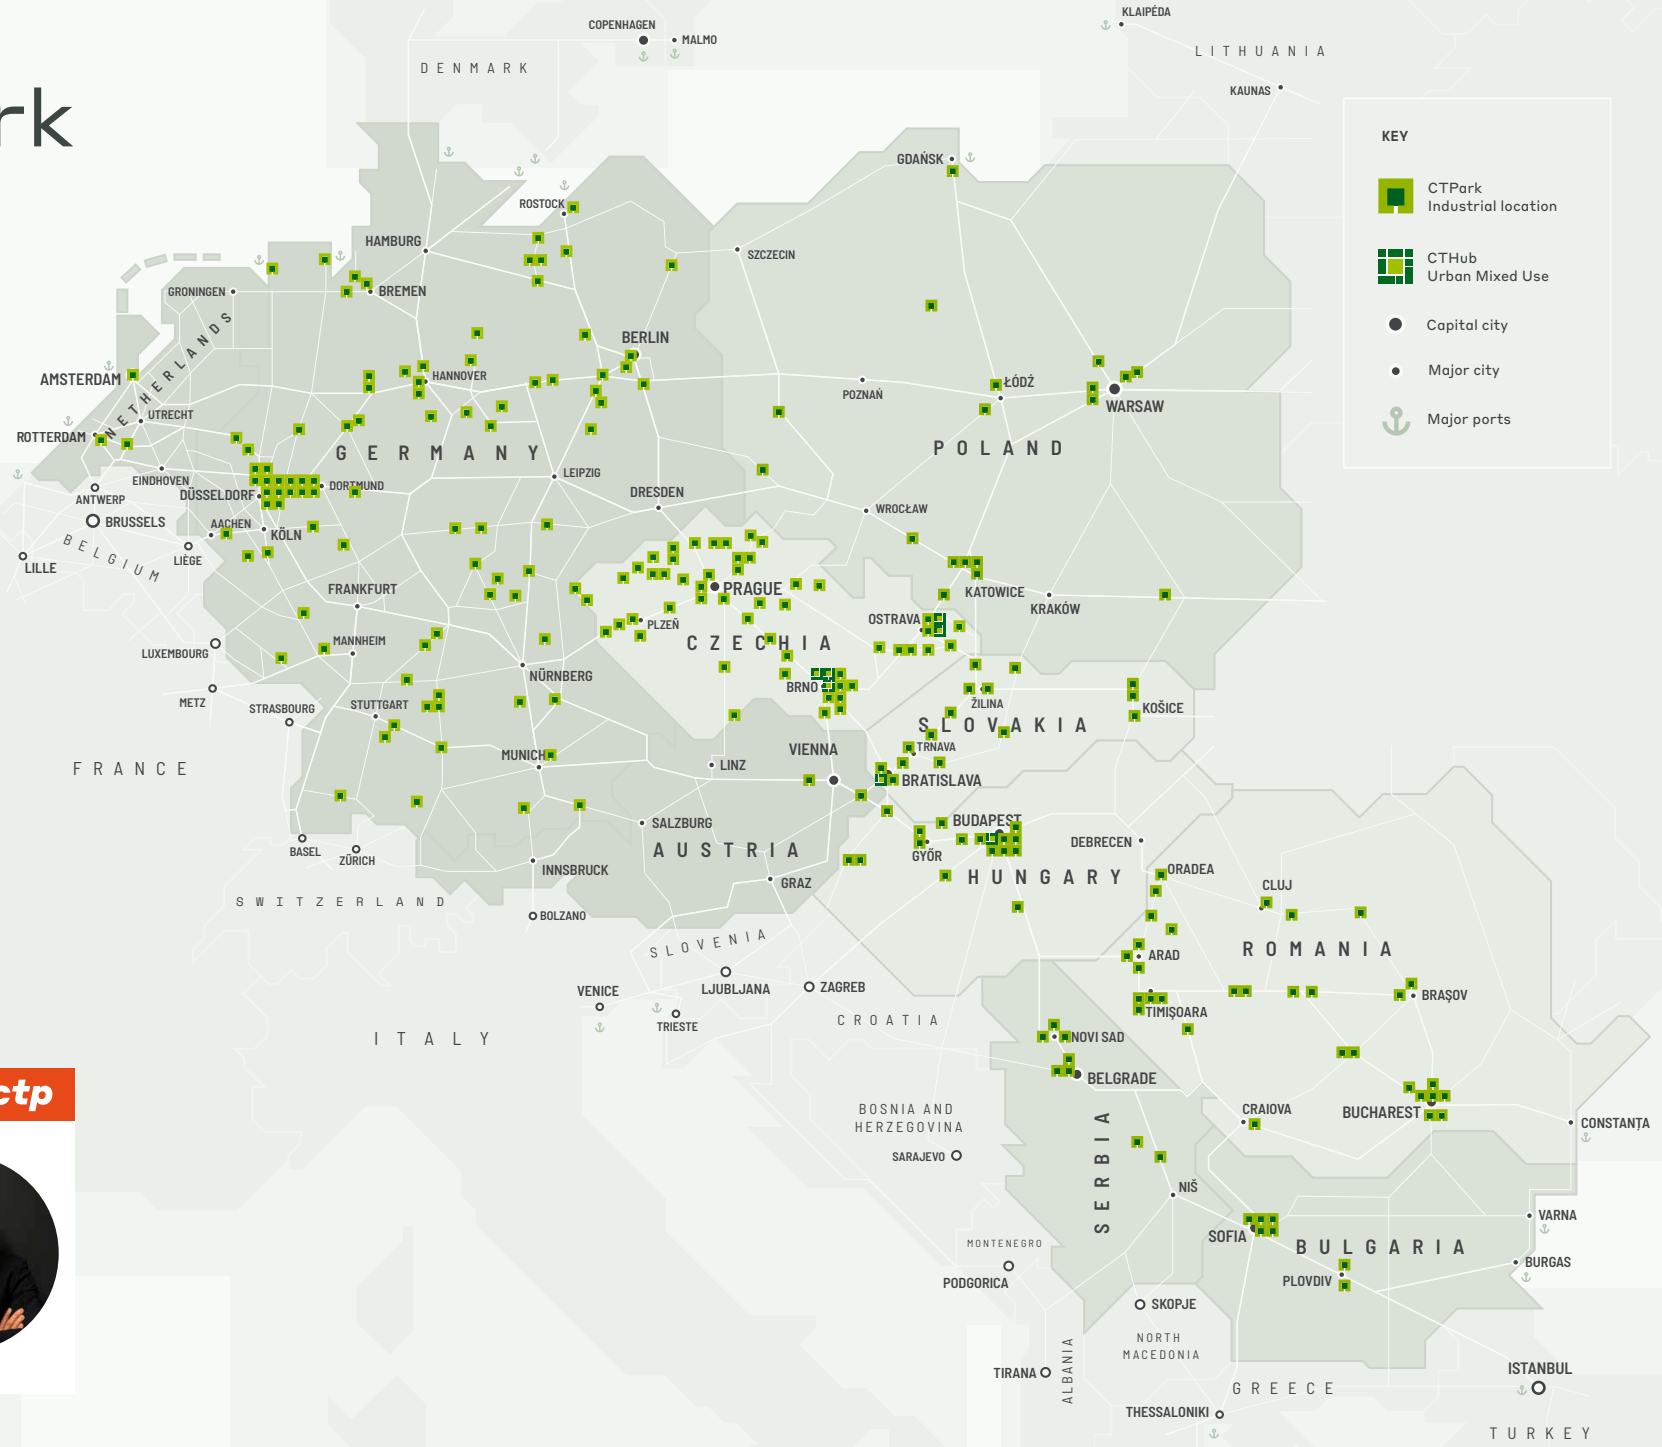 rk
COPENHAGEN
MALMO
DENMARK
KLAIPÉDA
LITHUANIA
KAUNAS
KEY
CTPark
Industrial location
CTHub
Urban Mixed Use
Capital city
Major city
Major ports
GDAŃSK
ROSTOCK
HAMBURG
SZCZECIN
GRONINGEN
BREMEN
NETHERLANDS
BERLIN
AMSTERDAM
HANNOVER
POZNAŃ
ŁÓDŹ
WARSAW
UTRECHT
ROTTERDAM
GERMANY
POLAND
EINDHOVEN
LEIPZIG
ANTWERP
DÜSSELDORF
DORTMUND
DRESDEN
BRUSSELS
AACHEN
KÖLN
WROCŁAW
BELGIUM
LIÈGE
LILLE
FRANKFURT
PRAGUE
KATOWICE
KRAKÓW
OSTRAVA
PLZEŇ
LUXEMBOURG
MANNHEIM
CZECHIA
NÜRNBERG
BRNO
METZ
STRASBOURG
STUTTGART
ŽILINA
KOŠICE
SLOVAKIA
FRANCE
MUNICH
LINZ
VIENNA
TRNAVA
BRATISLAVA
SALZBURG
BUDAPEST
BASEL
ZÜRICH
AUSTRIA
GYŐR
DEBRECEN
INNSBRUCK
GRAZ
HUNGARY
ORADEA
CLUJ
SWITZERLAND
BOLZANO
SLOVENIA
ROMANIA
ARAD
VENICE
LJUBLJANA
ZAGREB
BRAŞOV
TRIESTE
CROATIA
TIMIŞOARA
ITALY
NOVI SAD
BELGRADE
ctp
BOSNIA AND
HERZEGOVINA
SERBIA
CRAIOVA
BUCHAREST
CONSTANȚA
SARAJEVO
NIŠ
VARNA
SOFIA
BULGARIA
MONTENEGRO
PODGORICA
PLOVDIV
BURGAS
SKOPJE
NORTH
MACEDONIA
TIRANA
ALBANIA
ISTANBUL
GREECE
THESSALONIKI
TURKEY